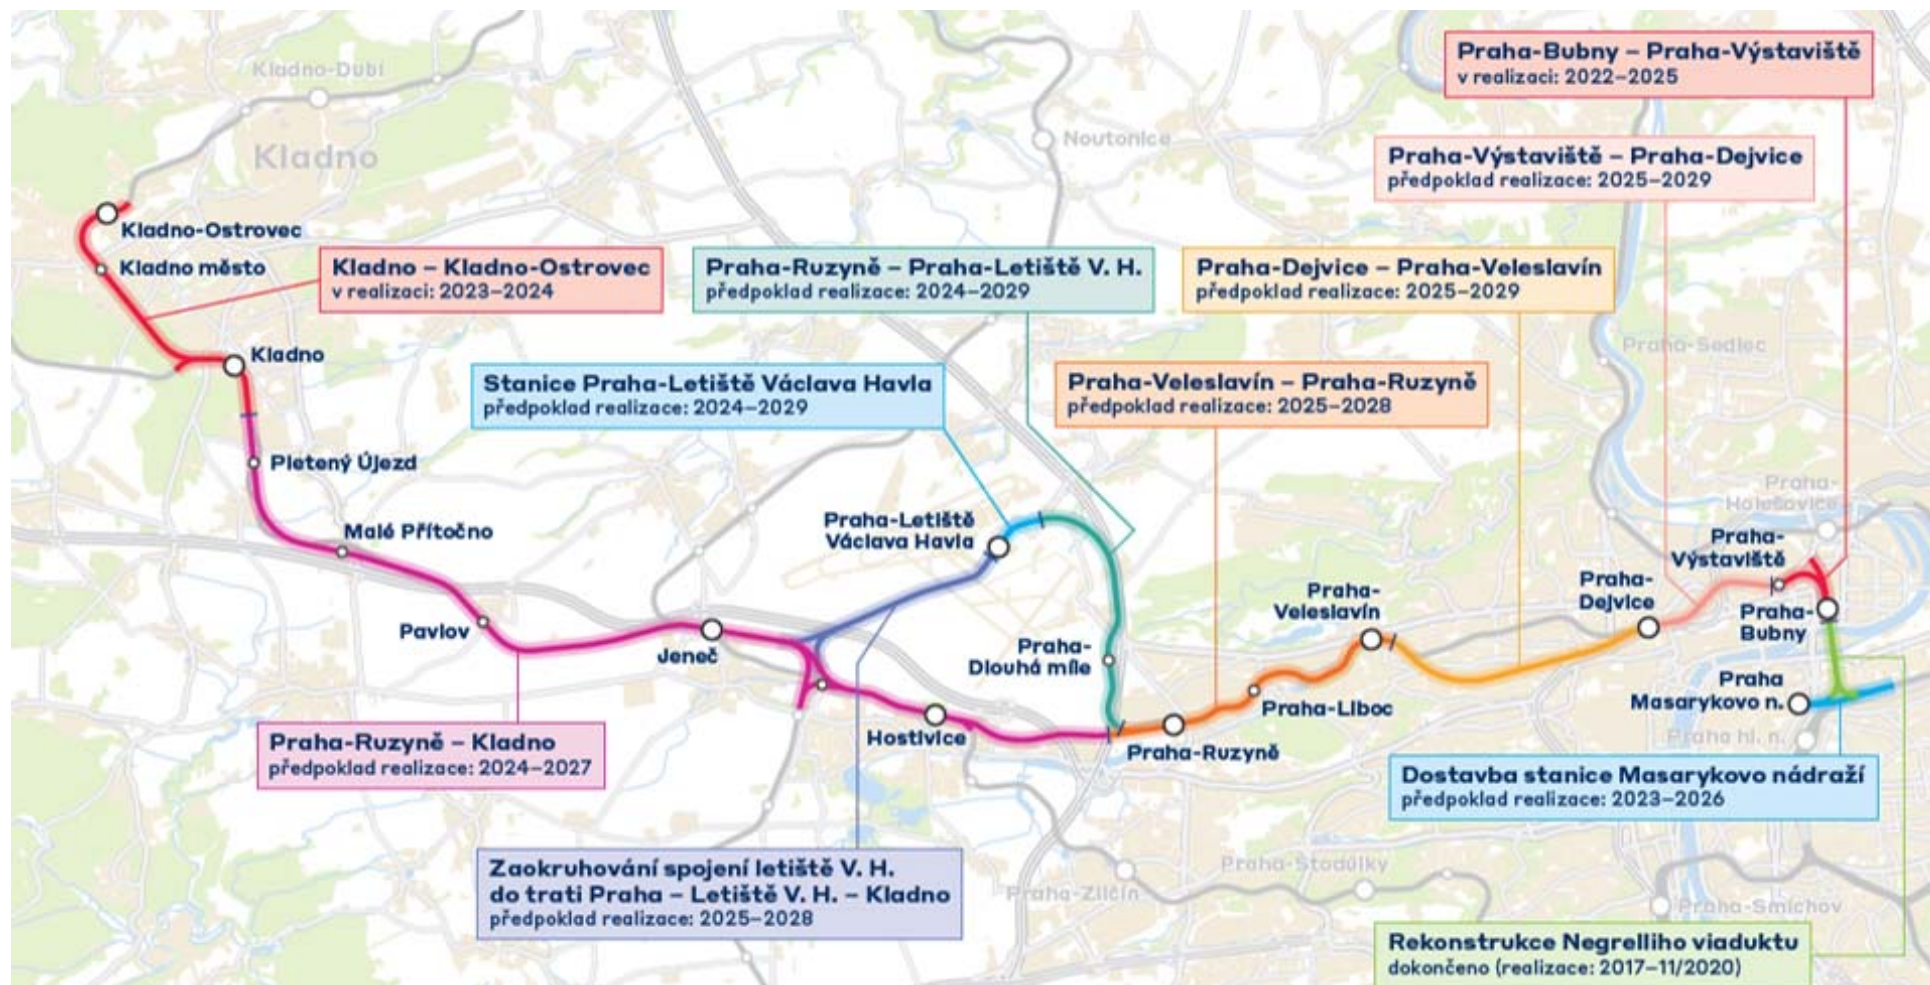 Praha-Bubny – Praha-Výstaviště
v realizaci: 2022–2025
Kladno-Dubí
Noutonice
Kladno
Praha-Výstaviště – Praha-Dejvice
předpoklad realizace: 2025–2029
Kladno-Ostrovec
Kladno město
Kladno – Kladno-Ostrovec
v realizaci: 2023–2024
Praha-Ruzyně – Praha-Letiště V. H.
předpoklad realizace: 2024–2029
Praha-Dejvice – Praha-Veleslavín
předpoklad realizace: 2025–2029
Kladno
Praha-Sedlec
Stanice Praha-Letiště Václava Havla
předpoklad realizace: 2024–2029
Praha-Veleslavín – Praha-Ruzyně
předpoklad realizace: 2025–2028
Pletený Újezd
Praha-
Holešovice
Malé Přítočno
Praha-Letiště
Václava Havla
Praha-
Výstaviště
Praha-
Veleslavín
Praha-
Dejvice
Praha-
Bubny
Pavlov
Jeneč
Praha-
Dlouhá míle
Praha
Masarykovo n.
Praha-Liboc
Hostivice
Praha-Ruzyně
Praha hl. n.
Praha-Ruzyně – Kladno
předpoklad realizace: 2024–2027
Dostavba stanice Masarykovo nádraží
předpoklad realizace: 2023–2026
Zaokruhování spojení letiště V. H.
do trati Praha – Letiště V. H. – Kladno
předpoklad realizace: 2025–2028
Praha-Zličín
Praha-Stodůlky
Praha-Smíchov
Rekonstrukce Negrelliho viaduktu
dokončeno (realizace: 2017–11/2020)